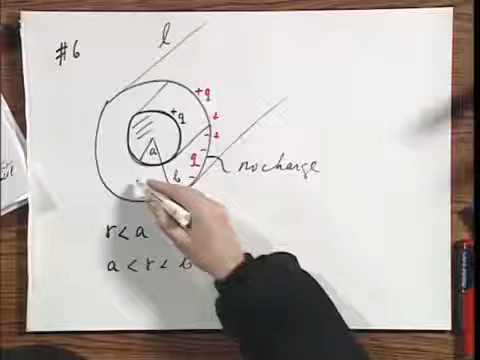 #6
l
+q
+q
+
+
a
-
q
-
b
no charge
r < a
a < r < b